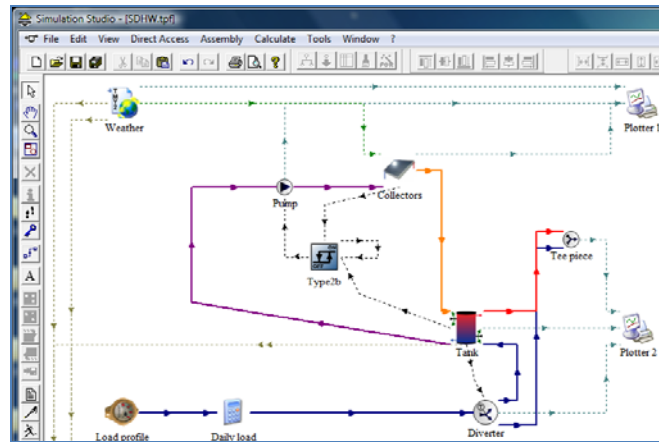 Simulation Studio - [SDHW.tpf]
File Edit View Direct Access Assembly Calculate Tools Window ?
Weather
Plotter 1
Pump
Collectors
Tee piece
Type2b
Tank
Plotter 2
Load profile
Daily load
Diverter